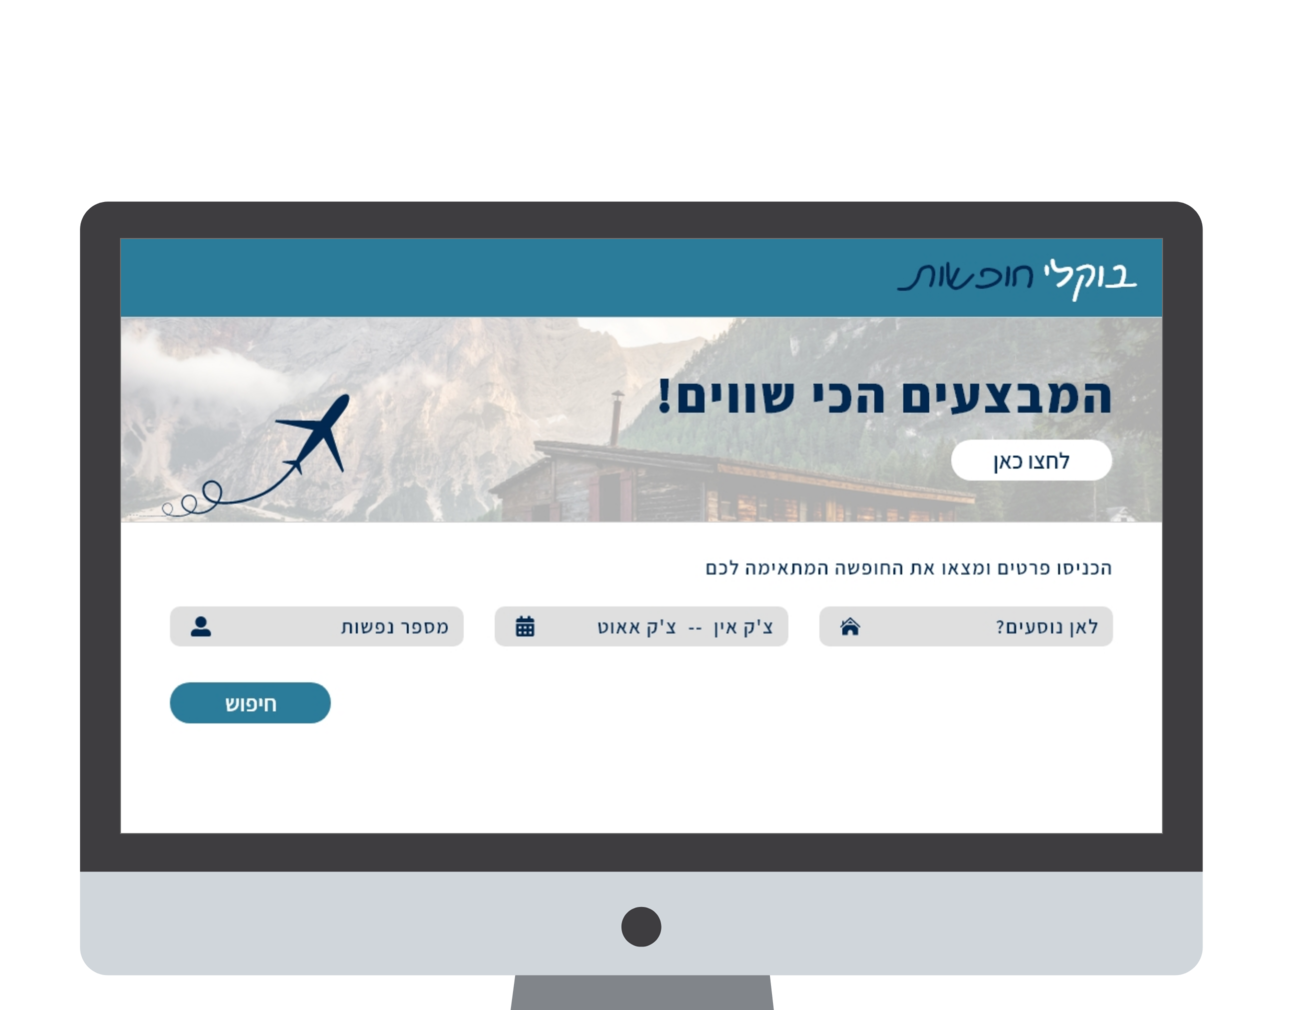 בוקלי חופשות
המבצעים הכי שווים!
לחצו כאן
הכניסו פרטים ומצאו את החופשה המתאימה לכם
לאן נוסעים? צ'ק אין -- צ'ק אאוט מספר נפשות
חיפוש